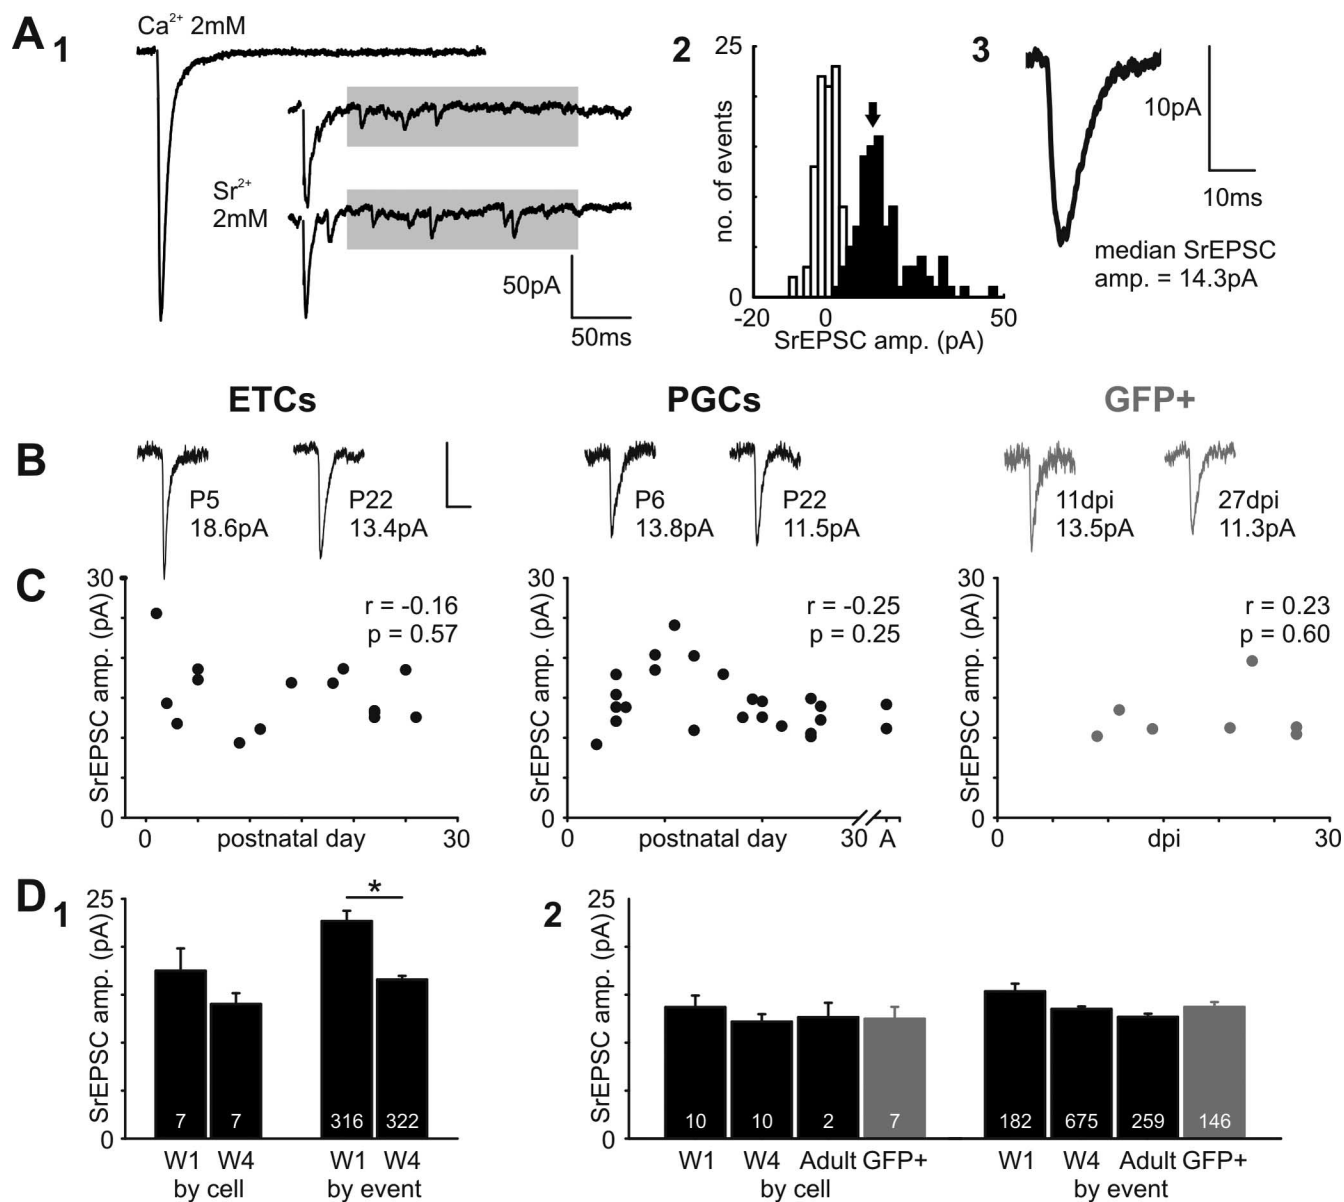 A 1
Ca2+ 2mM
Sr2+
2mM
50pA
50ms
2
25
no. of events
0
-20 0 50
SrEPSC amp. (pA)
3
10pA
10ms
median SrEPSC
amp. = 14.3pA
ETCs PGCs GFP+
B
P5
18.6pA
P22
13.4pA
P6
13.8pA
P22
11.5pA
11dpi
13.5pA
27dpi
11.3pA
C
30
SrEPSC amp. (pA)
r = -0.16
p = 0.57
0
0 postnatal day 30
30
SrEPSC amp. (pA)
r = -0.25
p = 0.25
0
0 postnatal day 30 A
30
SrEPSC amp. (pA)
r = 0.23
p = 0.60
0
0 dpi 30
D 1
25
SrEPSC amp. (pA)
*
7 7 316 322
0
W1 W4 W1 W4
by cell by event
2
25
SrEPSC amp. (pA)
10 10 2 7 182 675 259 146
0
W1 W4 Adult GFP+ W1 W4 Adult GFP+
by cell by event